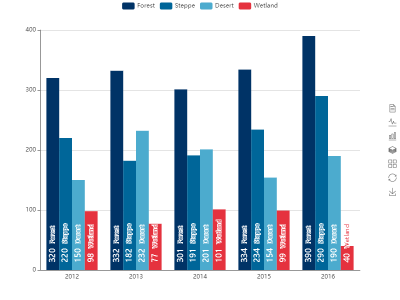 Forest Steppe Desert Wetland
400
300
200
100
0
320 Forest
220 Steppe
150 Desert
98 Wetland
332 Forest
182 Steppe
232 Desert
77 Wetland
301 Forest
191 Steppe
201 Desert
101 Wetland
334 Forest
234 Steppe
154 Desert
99 Wetland
390 Forest
290 Steppe
190 Desert
40 Wetland
2012 2013 2014 2015 2016